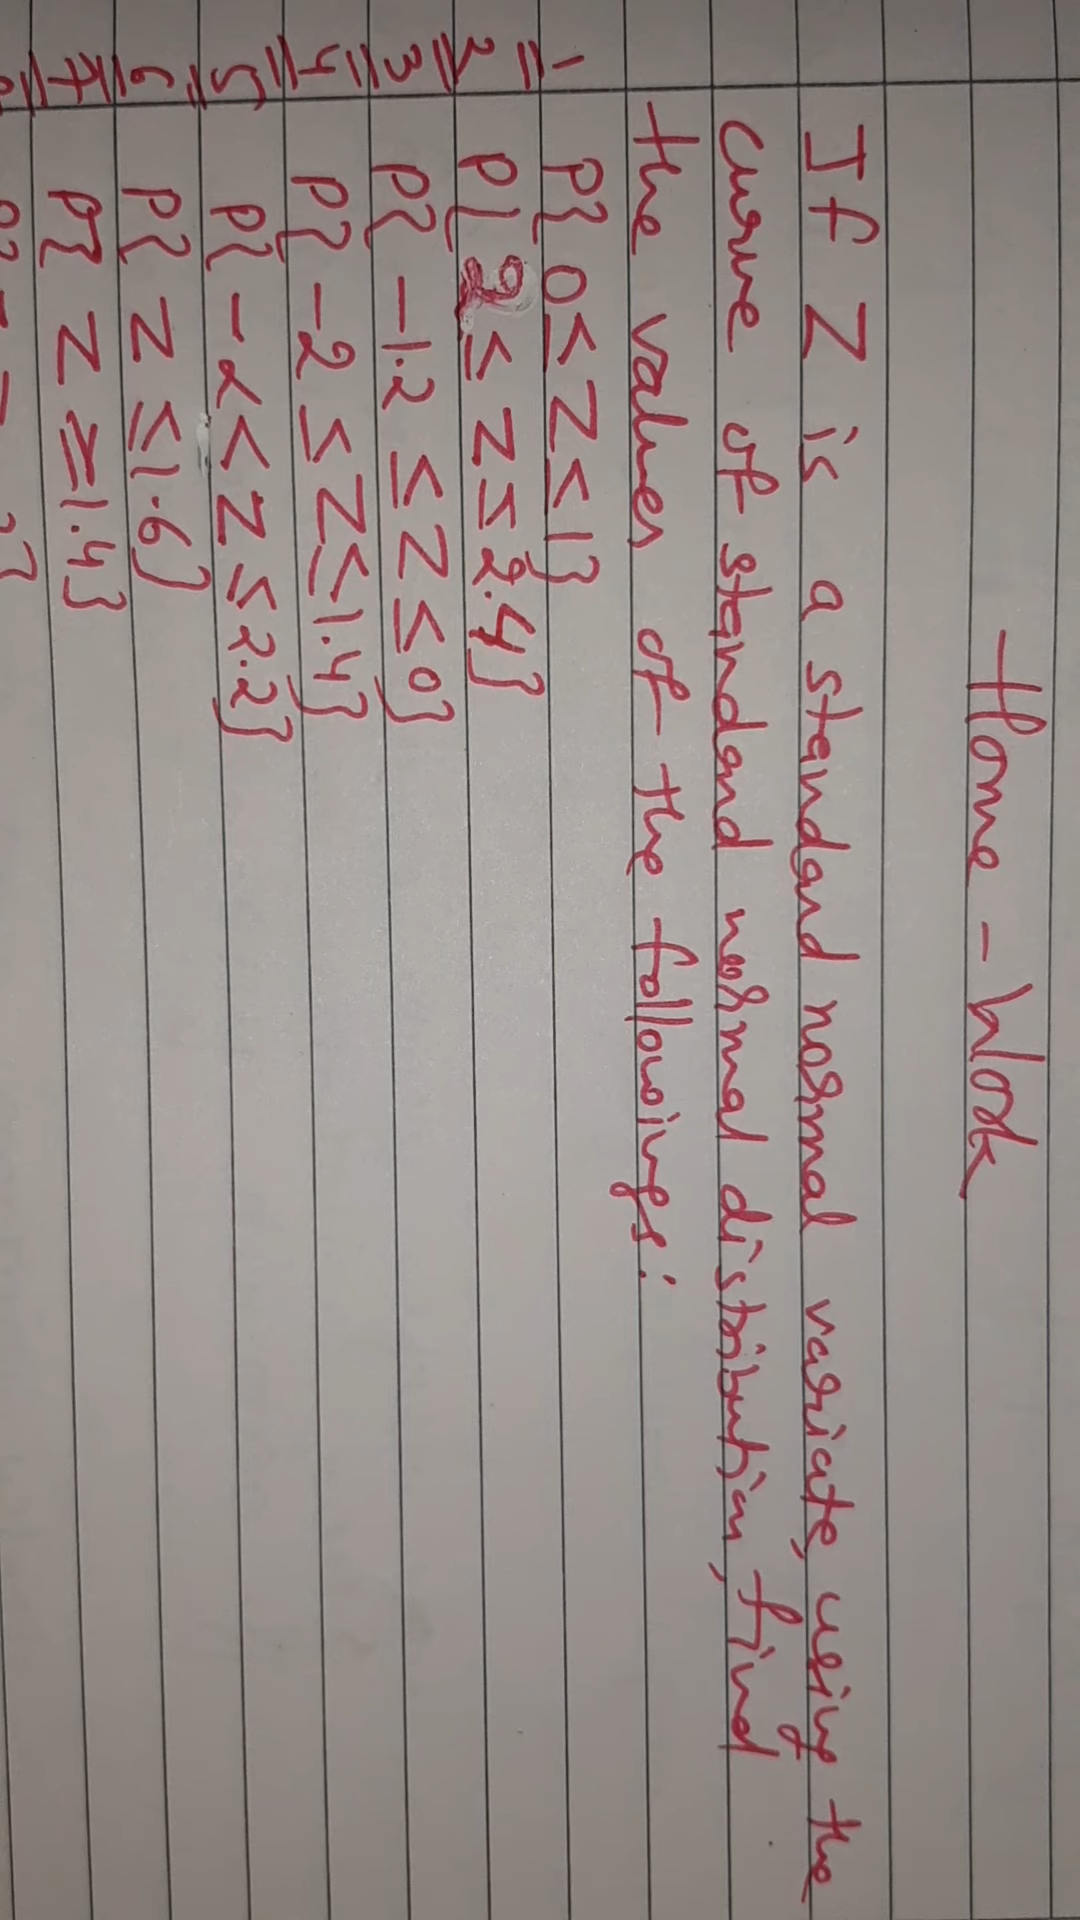 Home - Work
If Z is a standard normal variate, using the
curve of standard normal distribution, find
the values of the followings:
1 P{0≤Z≤1}
2 P{2≤Z≤2.4}
3 P{-1.2≤Z≤0}
4 P{-2≤Z≤1.4}
5 P{-2<Z≤2.2}
6 P{Z≤1.6}
7 P{Z≥1.4}